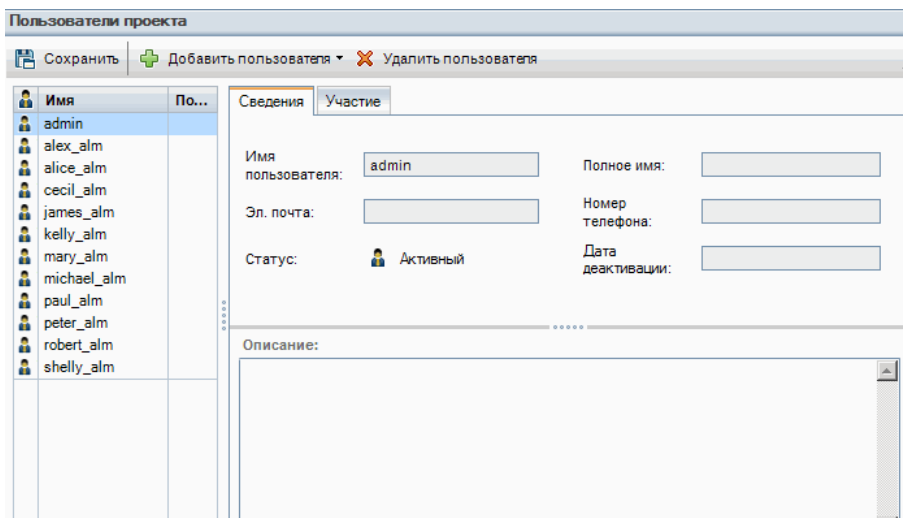 Пользователи проекта
Сохранить Добавить пользователя Удалить пользователя
Имя По...
admin
alex_alm
alice_alm
cecil_alm
james_alm
kelly_alm
mary_alm
michael_alm
paul_alm
peter_alm
robert_alm
shelly_alm
Сведения Участие
Имя пользователя: admin
Полное имя:
Эл. почта:
Номер телефона:
Статус: Активный
Дата деактивации:
Описание: